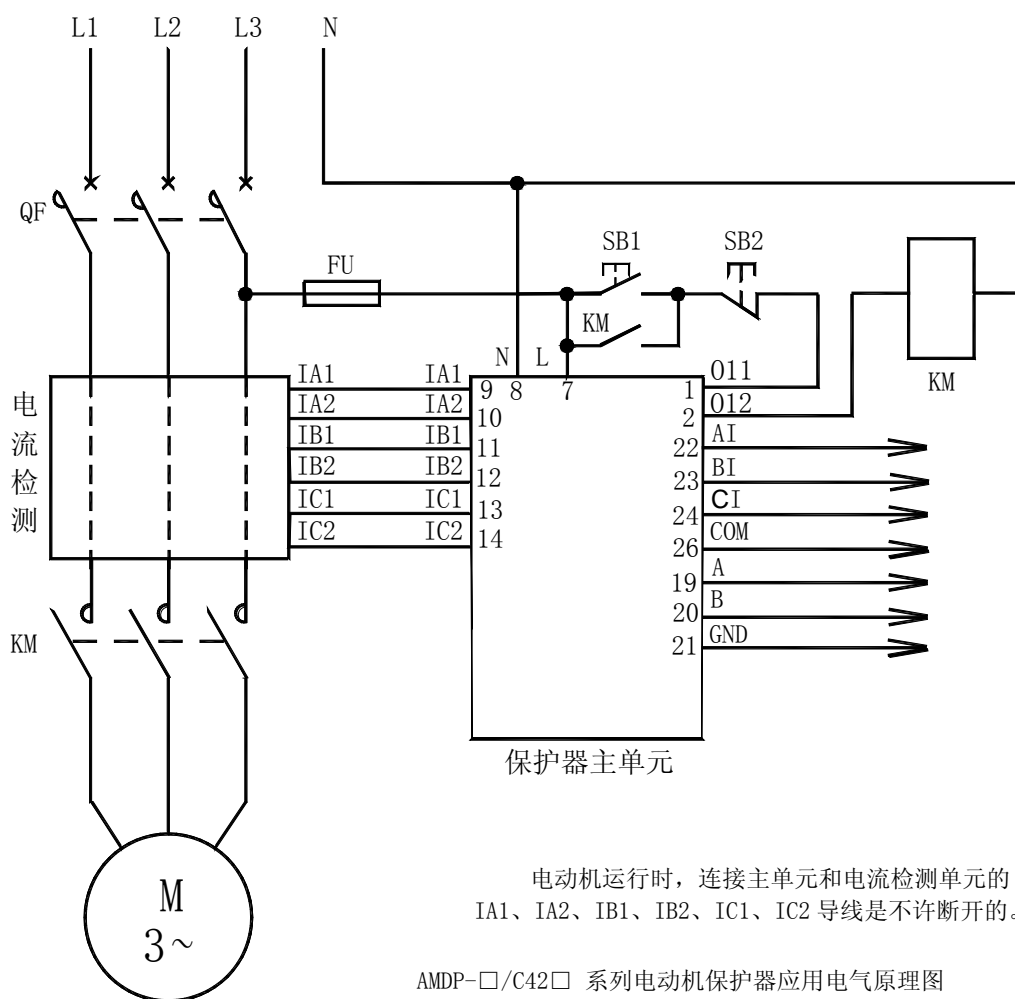 L1 L2 L3 N
QF
FU
SB1 SB2
KM
KM
N L
电流检测
IA1 IA1 9 8 7 1 O11
IA2 IA2 10 2 O12
IB1 IB1 11 22 AI
IB2 IB2 12 23 BI
IC1 IC1 13 24 CI
IC2 IC2 14 26 COM
19 A
20 B
21 GND
KM
保护器主单元
M
3~
电动机运行时，连接主单元和电流检测单元的
IA1、IA2、IB1、IB2、IC1、IC2 导线是不许断开的。
AMDP-□/C42□ 系列电动机保护器应用电气原理图